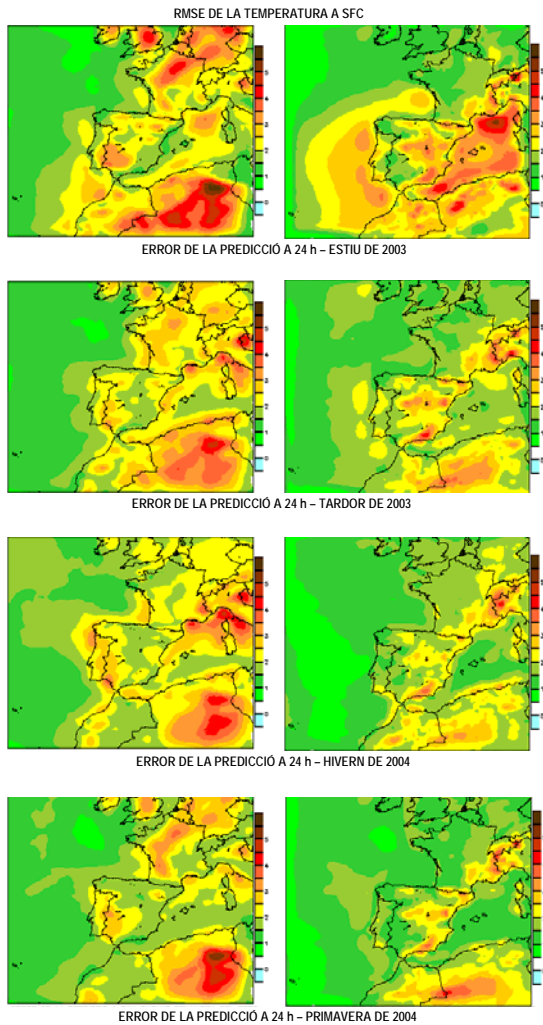 RMSE DE LA TEMPERATURA A SFC
ERROR DE LA PREDICCIÓ A 24 h – ESTIU DE 2003
ERROR DE LA PREDICCIÓ A 24 h – TARDOR DE 2003
ERROR DE LA PREDICCIÓ A 24 h – HIVERN DE 2004
ERROR DE LA PREDICCIÓ A 24 h – PRIMAVERA DE 2004